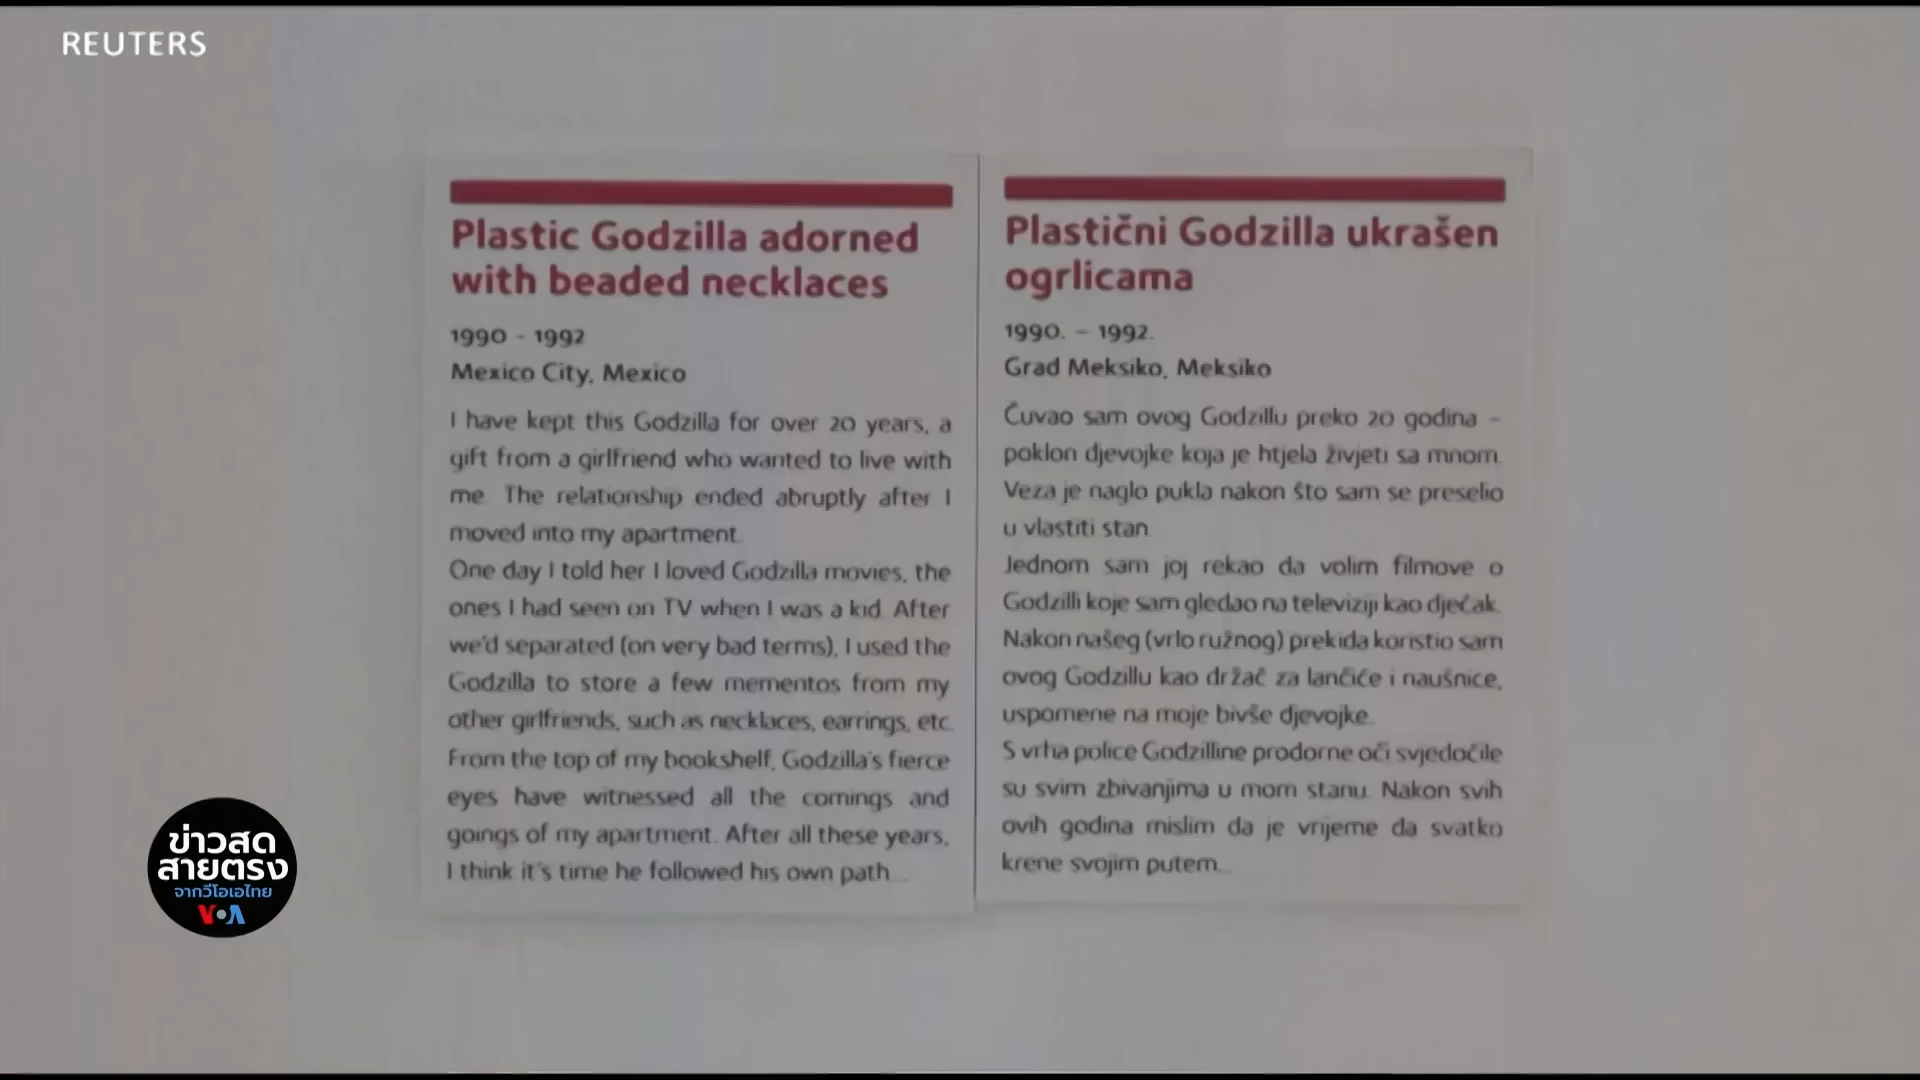 REUTERS
Plastic Godzilla adorned
with beaded necklaces
1990 - 1992
Mexico City, Mexico
I have kept this Godzilla for over 20 years, a
gift from a girlfriend who wanted to live with
me. The relationship ended abruptly after I
moved into my apartment.
One day I told her I loved Godzilla movies, the
ones I had seen on TV when I was a kid. After
we'd separated (on very bad terms), I used the
Godzilla to store a few mementos from my
other girlfriends, such as necklaces, earrings, etc.
From the top of my bookshelf, Godzilla's fierce
eyes have witnessed all the comings and
goings of my apartment. After all these years,
I think it's time he followed his own path...
Plastični Godzilla ukrašen
ogrlicama
1990. – 1992.
Grad Meksiko, Meksiko
Čuvao sam ovog Godzillu preko 20 godina –
poklon djevojke koja je htjela živjeti sa mnom.
Veza je naglo pukla nakon što sam se preselio
u vlastiti stan.
Jednom sam joj rekao da volim filmove o
Godzilli koje sam gledao na televiziji kao dječak.
Nakon našeg (vrlo ružnog) prekida koristio sam
ovog Godzillu kao držač za lančiće i naušnice,
uspomene na moje bivše djevojke.
S vrha police Godzilline prodorne oči svjedočile
su svim zbivanjima u mom stanu. Nakon svih
ovih godina mislim da je vrijeme da svatko
krene svojim putem...
ข่าวสด
สายตรง
จากวีโอเอไทย
VOA